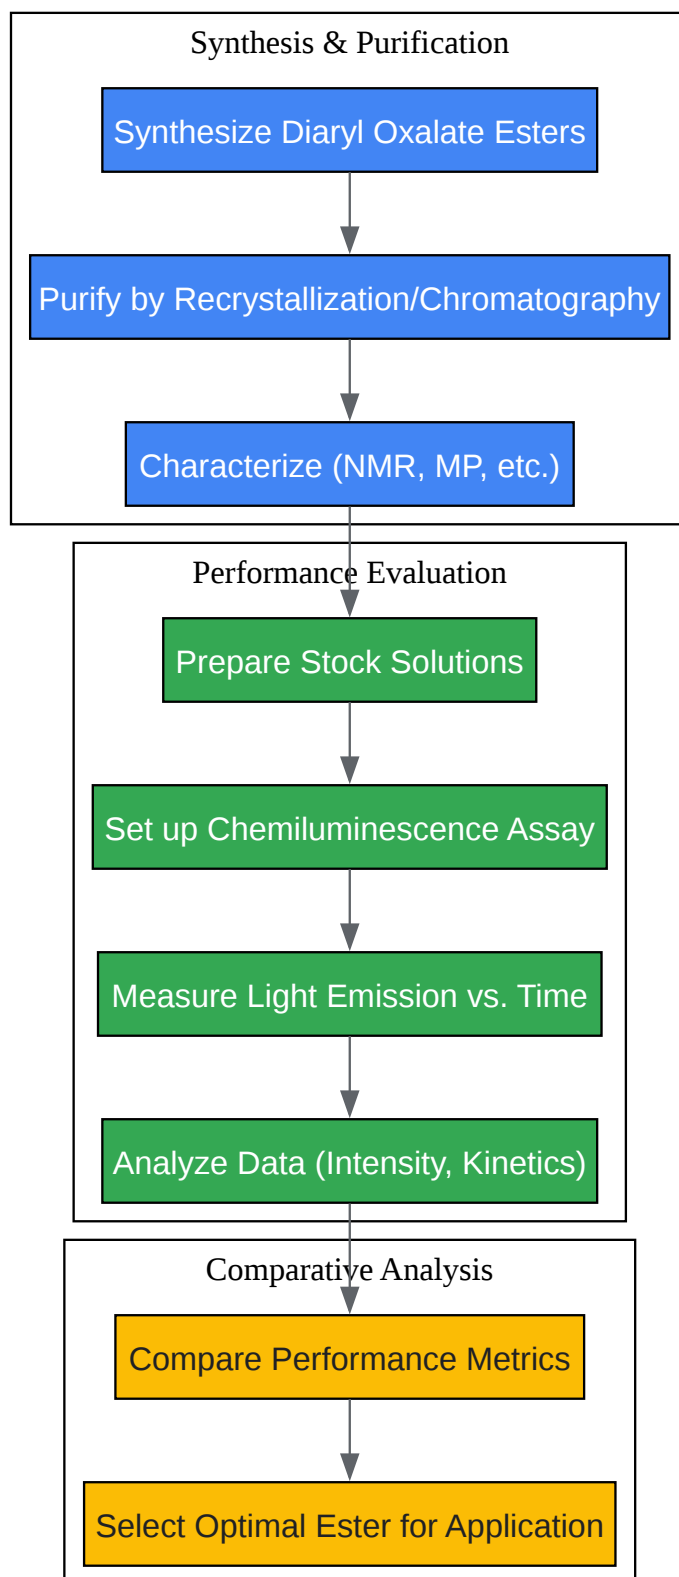 Synthesis & Purification
Synthesize Diaryl Oxalate Esters
Purify by Recrystallization/Chromatography
Characterize (NMR, MP, etc.)
Performance Evaluation
Prepare Stock Solutions
Set up Chemiluminescence Assay
Measure Light Emission vs. Time
Analyze Data (Intensity, Kinetics)
Comparative Analysis
Compare Performance Metrics
Select Optimal Ester for Application